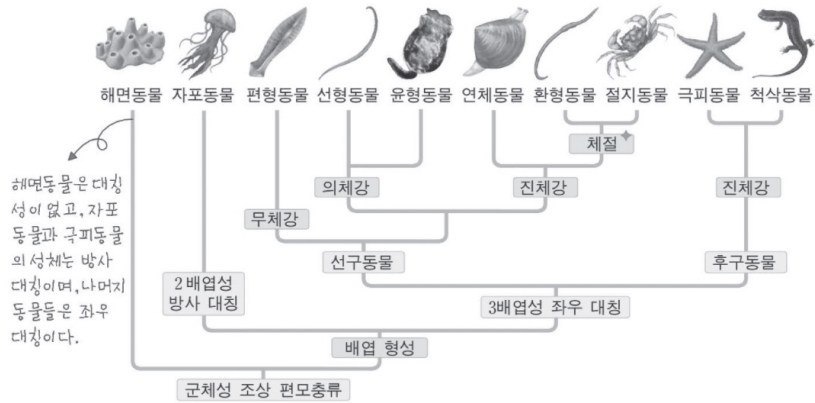 해면동물 자포동물 편형동물 선형동물 윤형동물 연체동물 환형동물 절지동물 극피동물 척삭동물
체절
해면동물은 대칭
성이 없고, 자포
동물과 극피동물
의 성체는 방사
대칭이며, 나머지
동물들은 좌우
대칭이다.
의체강
진체강
진체강
무체강
선구동물
후구동물
2배엽성
방사 대칭
3배엽성 좌우 대칭
배엽 형성
군체성 조상 편모충류